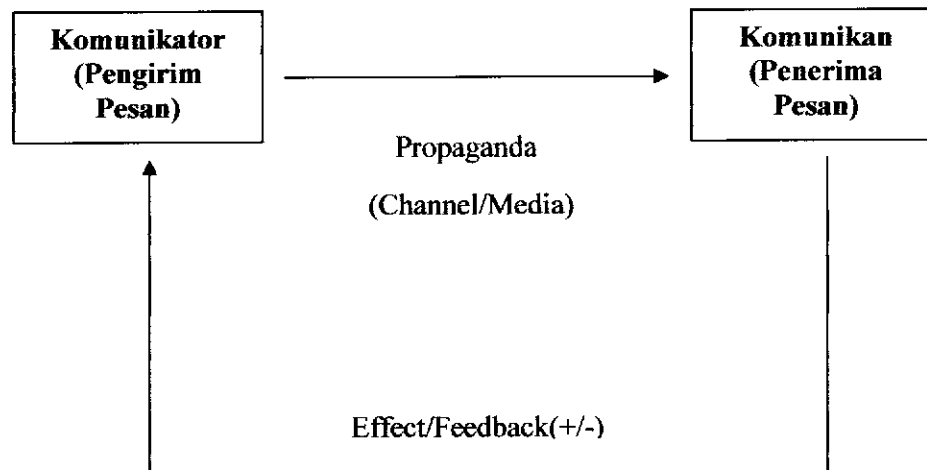 Komunikator
(Pengirim
Pesan)
Komunikan
(Penerima
Pesan)
Propaganda
(Channel/Media)
Effect/Feedback(+/-)